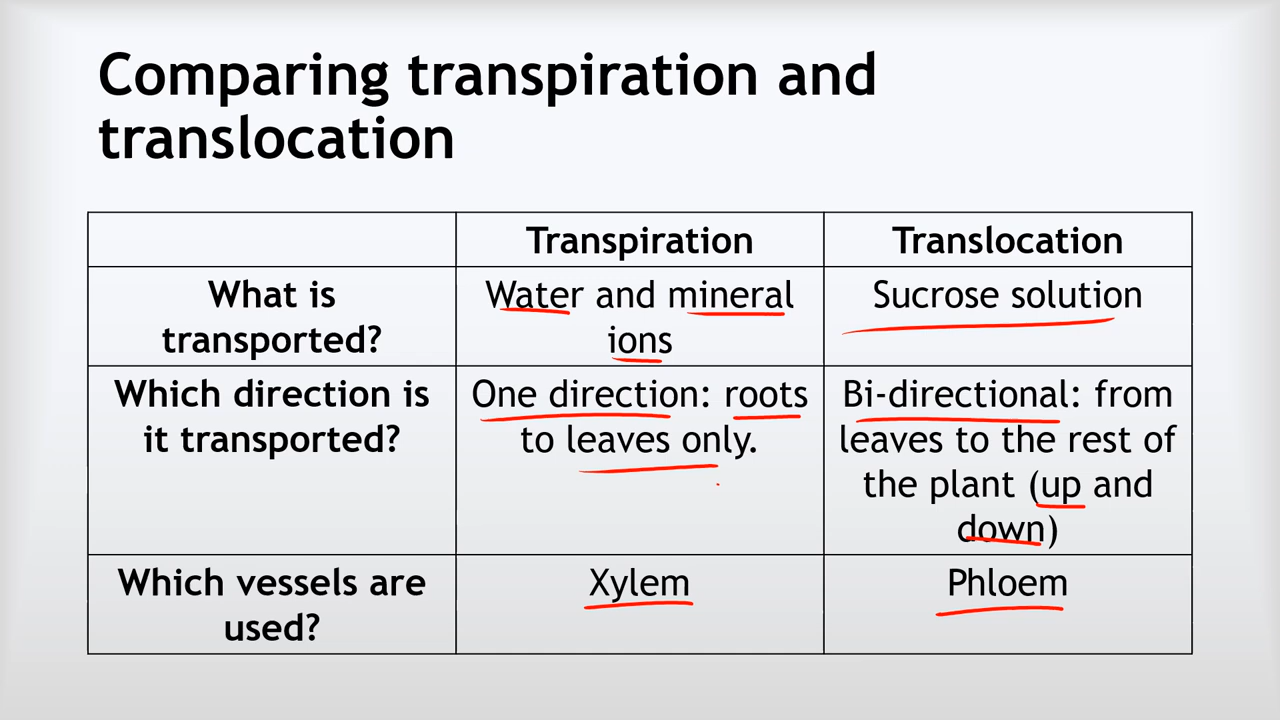 Comparing transpiration and
translocation
Transpiration
Translocation
What is
transported?
Water and mineral
ions
Sucrose solution
Which direction is
it transported?
One direction: roots
to leaves only.
Bi-directional: from
leaves to the rest of
the plant (up and
down)
Which vessels are
used?
Xylem
Phloem